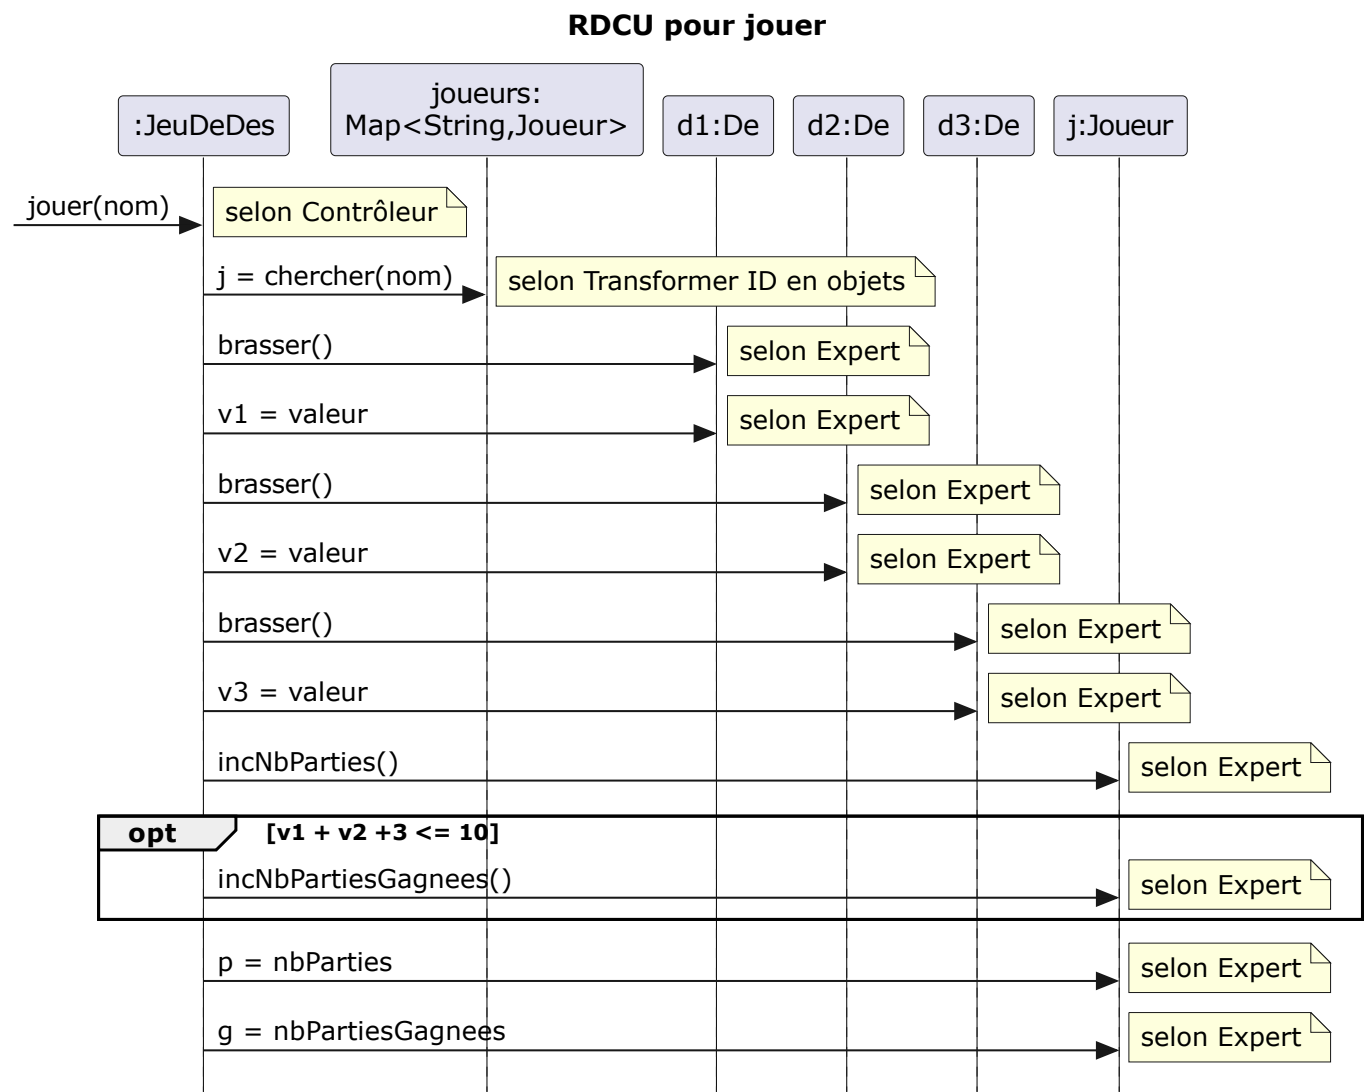 RDCU pour jouer
:JeuDeDes
joueurs:
Map<String,Joueur>
d1:De
d2:De
d3:De
j:Joueur
jouer(nom)
selon Contrôleur
j = chercher(nom)
selon Transformer ID en objets
brasser()
selon Expert
v1 = valeur
selon Expert
brasser()
selon Expert
v2 = valeur
selon Expert
brasser()
selon Expert
v3 = valeur
selon Expert
incNbParties()
selon Expert
opt
[v1 + v2 +3 <= 10]
incNbPartiesGagnees()
selon Expert
p = nbParties
selon Expert
g = nbPartiesGagnees
selon Expert